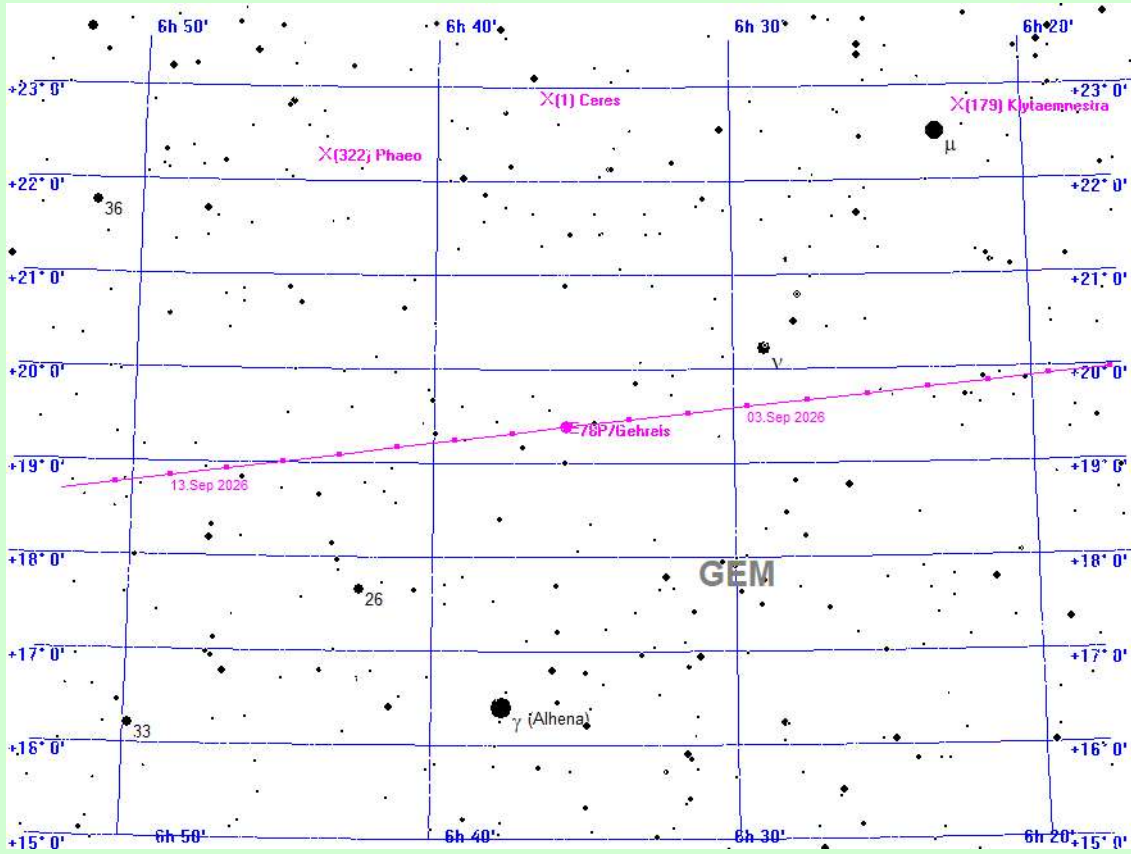 6h 50' 6h 40' 6h 30' 6h 20'
+23° 0' +23° 0'
(1) Ceres
(179) Klytaemnestra
μ
(322) Phaeo
+22° 0' +22° 0'
36
+21° 0' +21° 0'
ν
+20° 0' +20° 0'
03.Sep 2026
78P/Gehrels
+19° 0' +19° 0'
13.Sep 2026
+18° 0' +18° 0'
GEM
26
+17° 0' +17° 0'
γ (Alhena)
33
+16° 0' +16° 0'
+15° 0' 6h 50' 6h 40' 6h 30' 6h 20' +15° 0'